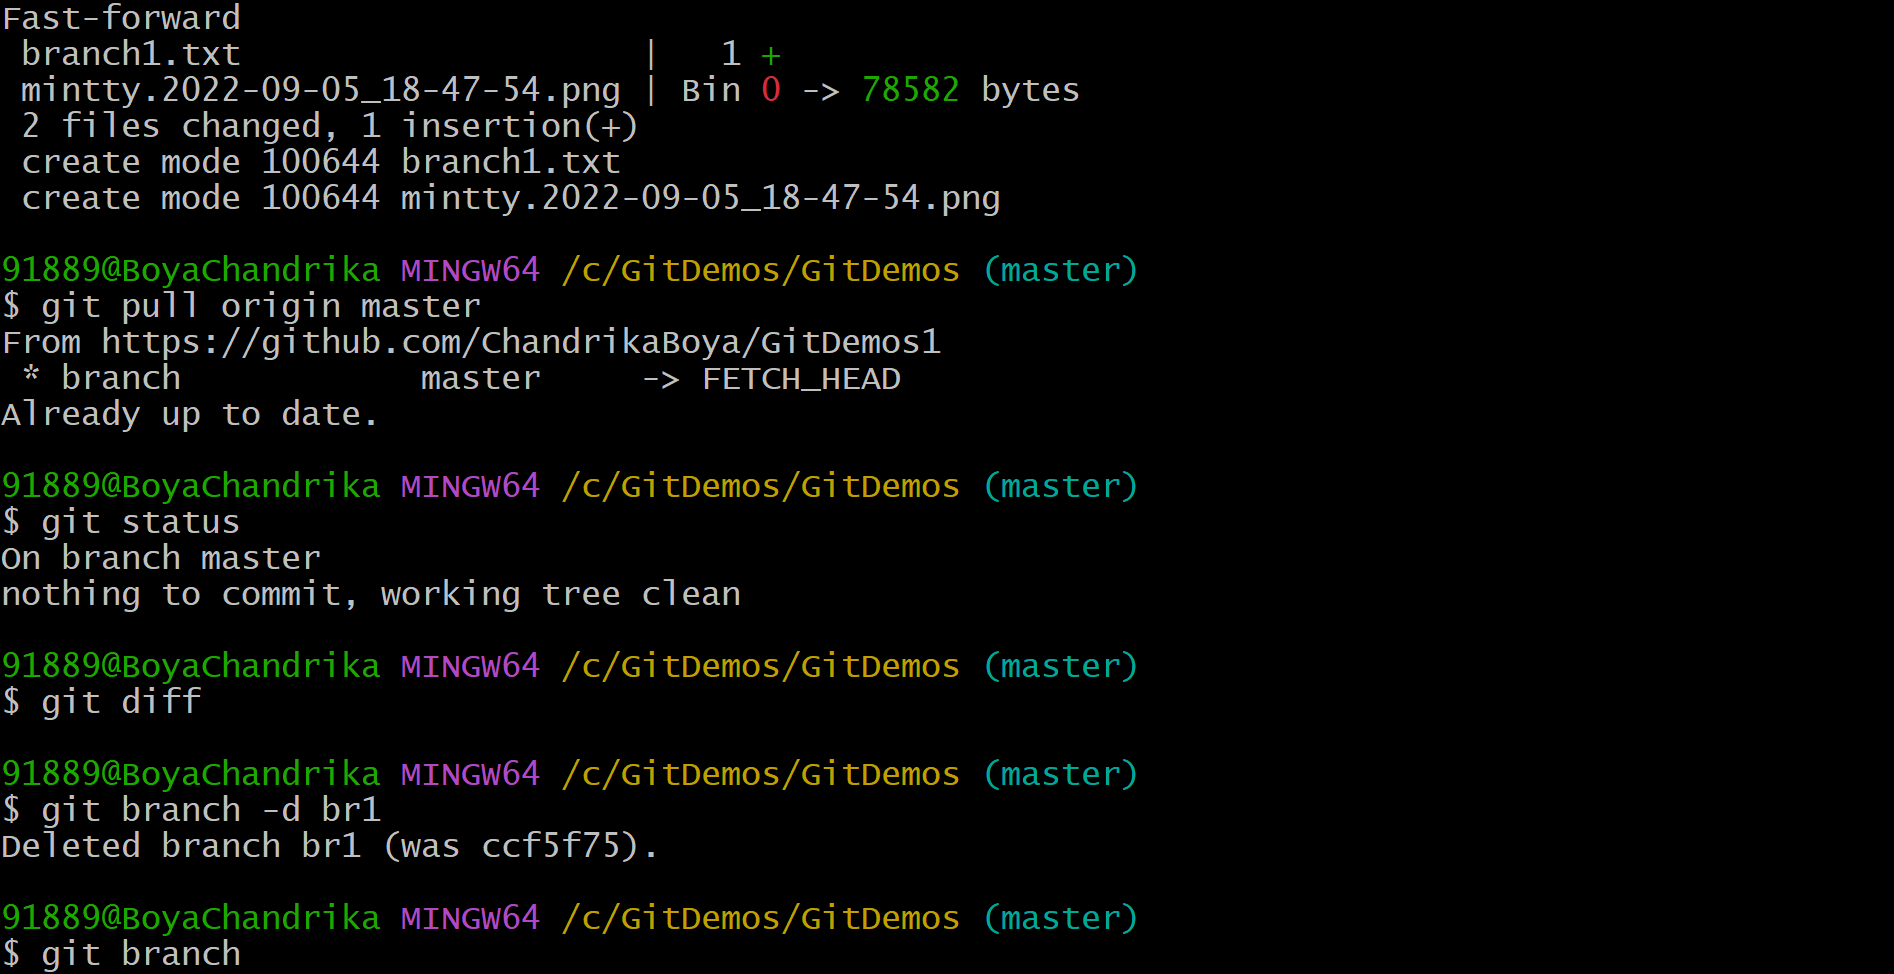 Fast-forward
 branch1.txt                    |   1 +
 mintty.2022-09-05_18-47-54.png | Bin 0 -> 78582 bytes
 2 files changed, 1 insertion(+)
 create mode 100644 branch1.txt
 create mode 100644 mintty.2022-09-05_18-47-54.png

91889@BoyaChandrika MINGW64 /c/GitDemos/GitDemos (master)
$ git pull origin master
From https://github.com/ChandrikaBoya/GitDemos1
 * branch            master     -> FETCH_HEAD
Already up to date.

91889@BoyaChandrika MINGW64 /c/GitDemos/GitDemos (master)
$ git status
On branch master
nothing to commit, working tree clean

91889@BoyaChandrika MINGW64 /c/GitDemos/GitDemos (master)
$ git diff

91889@BoyaChandrika MINGW64 /c/GitDemos/GitDemos (master)
$ git branch -d br1
Deleted branch br1 (was ccf5f75).

91889@BoyaChandrika MINGW64 /c/GitDemos/GitDemos (master)
$ git branch